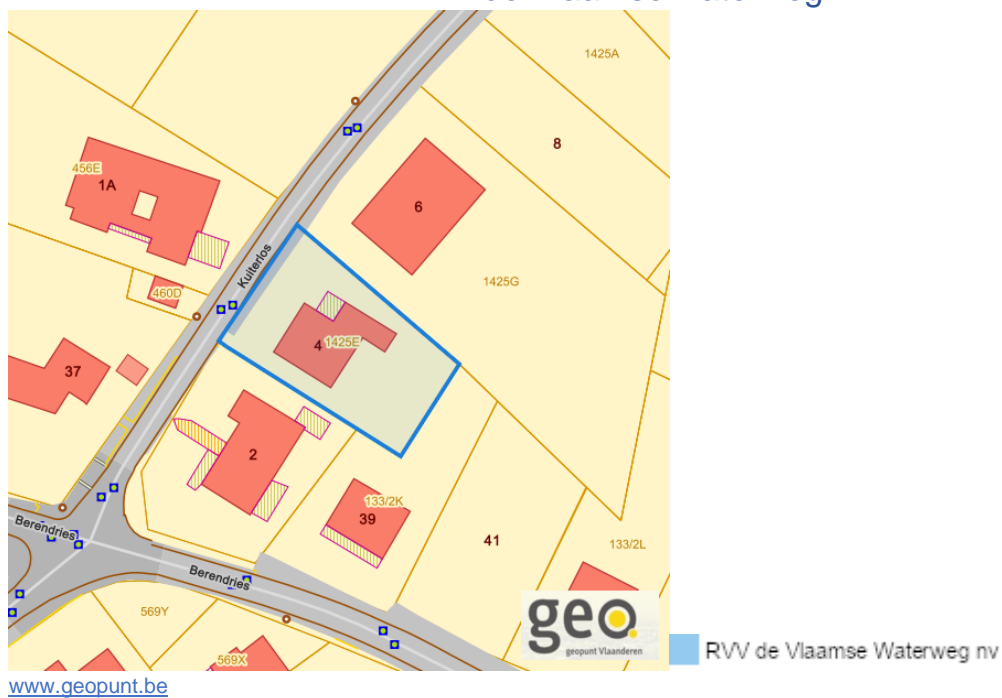 1425A
8
456E
1A
6
Kuiterlos
1425G
460D
4 1425E
37
2
133/2K
39
41
133/2L
Berendries
Berendries
569Y
569X
geo.
geopunt Vlaanderen
RVV de Vlaamse Waterweg nv
www.geopunt.be